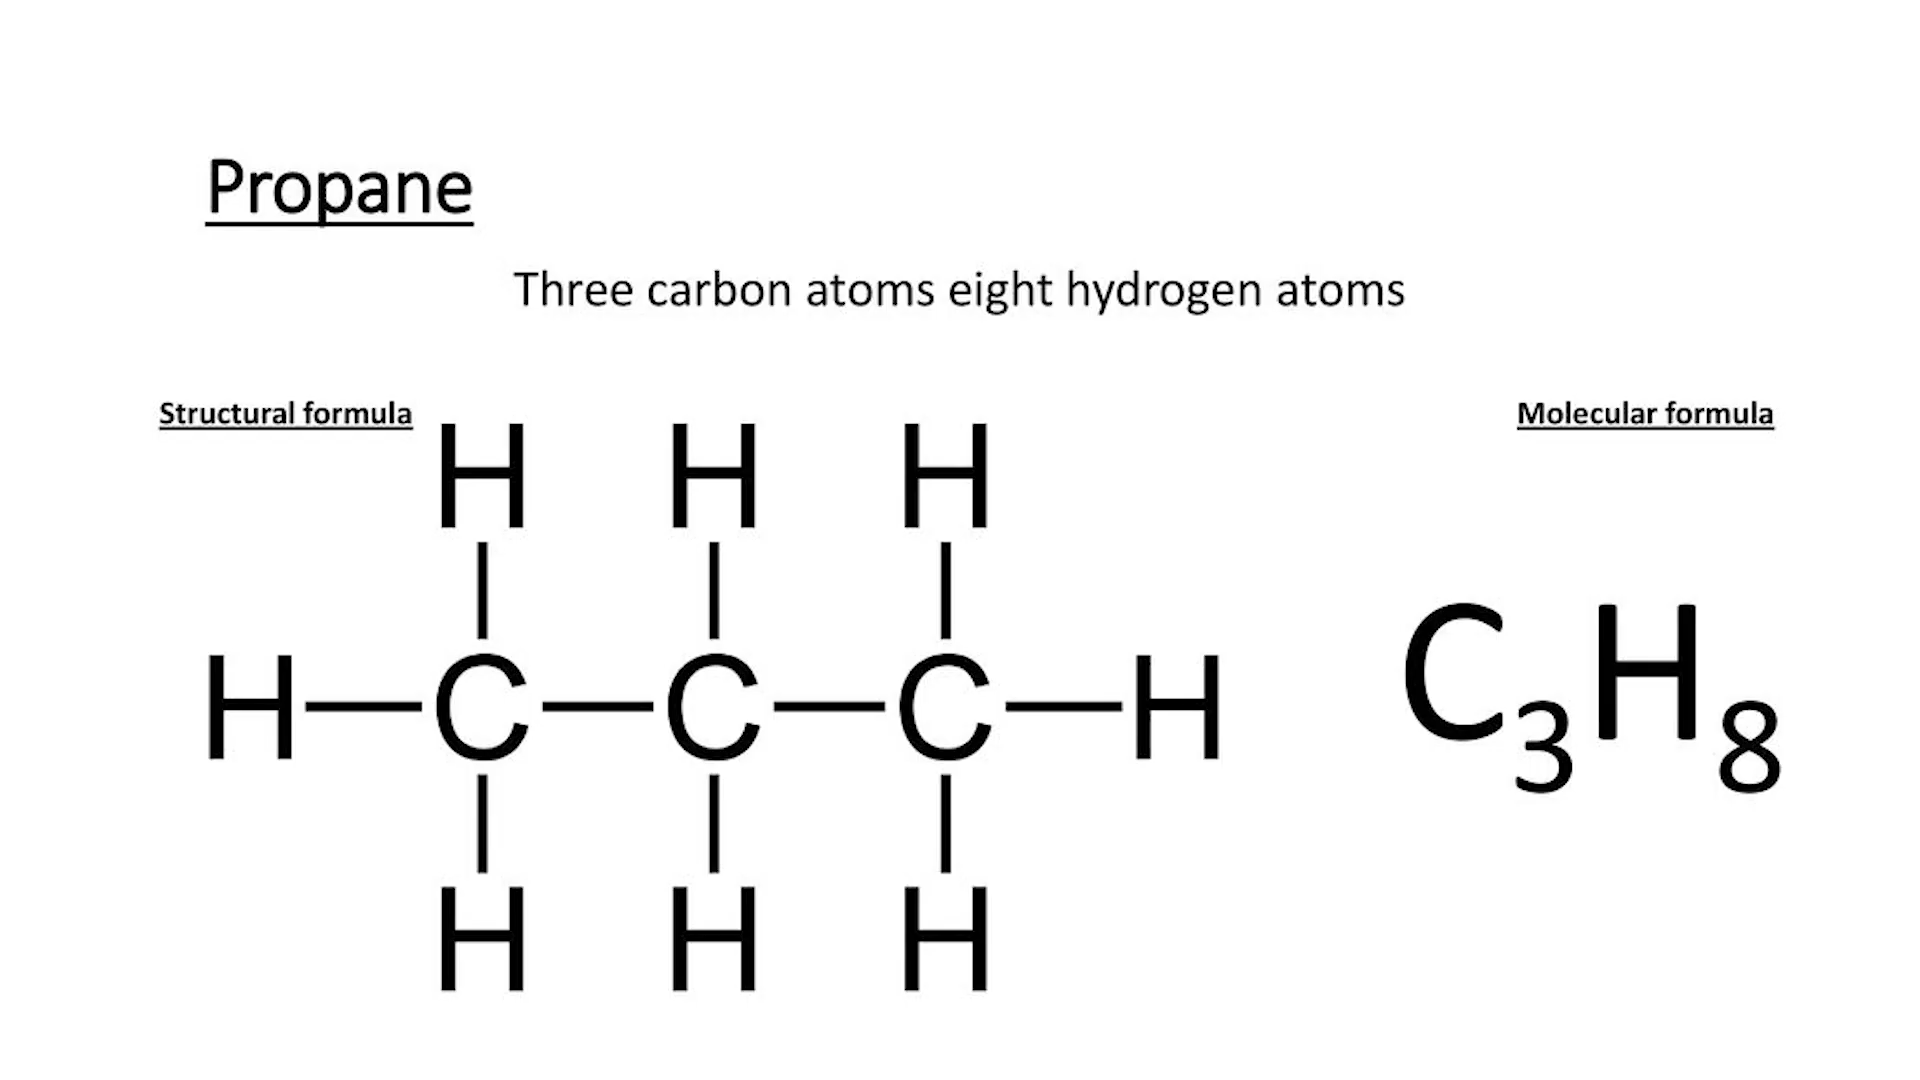 Propane
Three carbon atoms eight hydrogen atoms
Structural formula
Molecular formula
H H H
H C C C H
H H H
C₃H₈